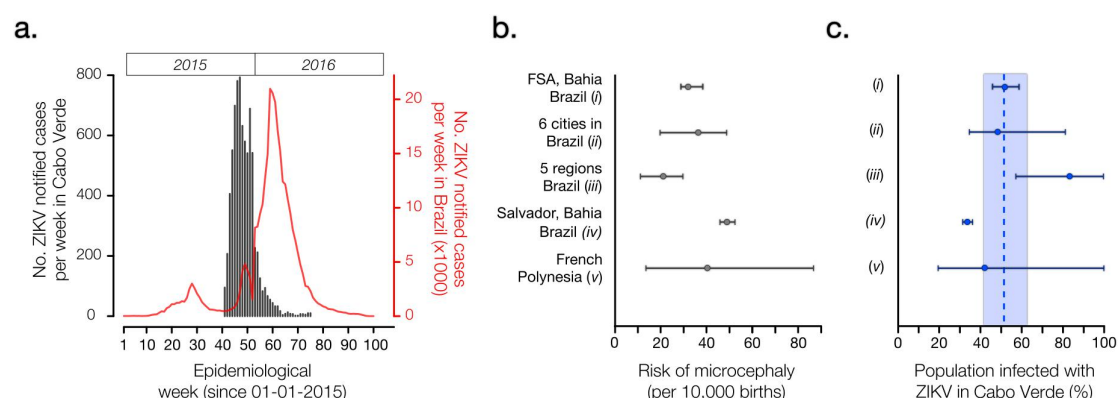 a.
2015 2016
No. ZIKV notified cases
per week in Cabo Verde
800
600
400
200
0
No. ZIKV notified cases
per week in Brazil (x1000)
20
15
10
5
0
1 10 20 30 40 50 60 70 80 90 100
Epidemiological
week (since 01-01-2015)
b.
FSA, Bahia
Brazil (i)
6 cities in
Brazil (ii)
5 regions
Brazil (iii)
Salvador, Bahia
Brazil (iv)
French
Polynesia (v)
0 20 40 60 80
Risk of microcephaly
(per 10.000 births)
c.
(i)
(ii)
(iii)
(iv)
(v)
0 20 40 60 80 100
Population infected with
ZIKV in Cabo Verde (%)